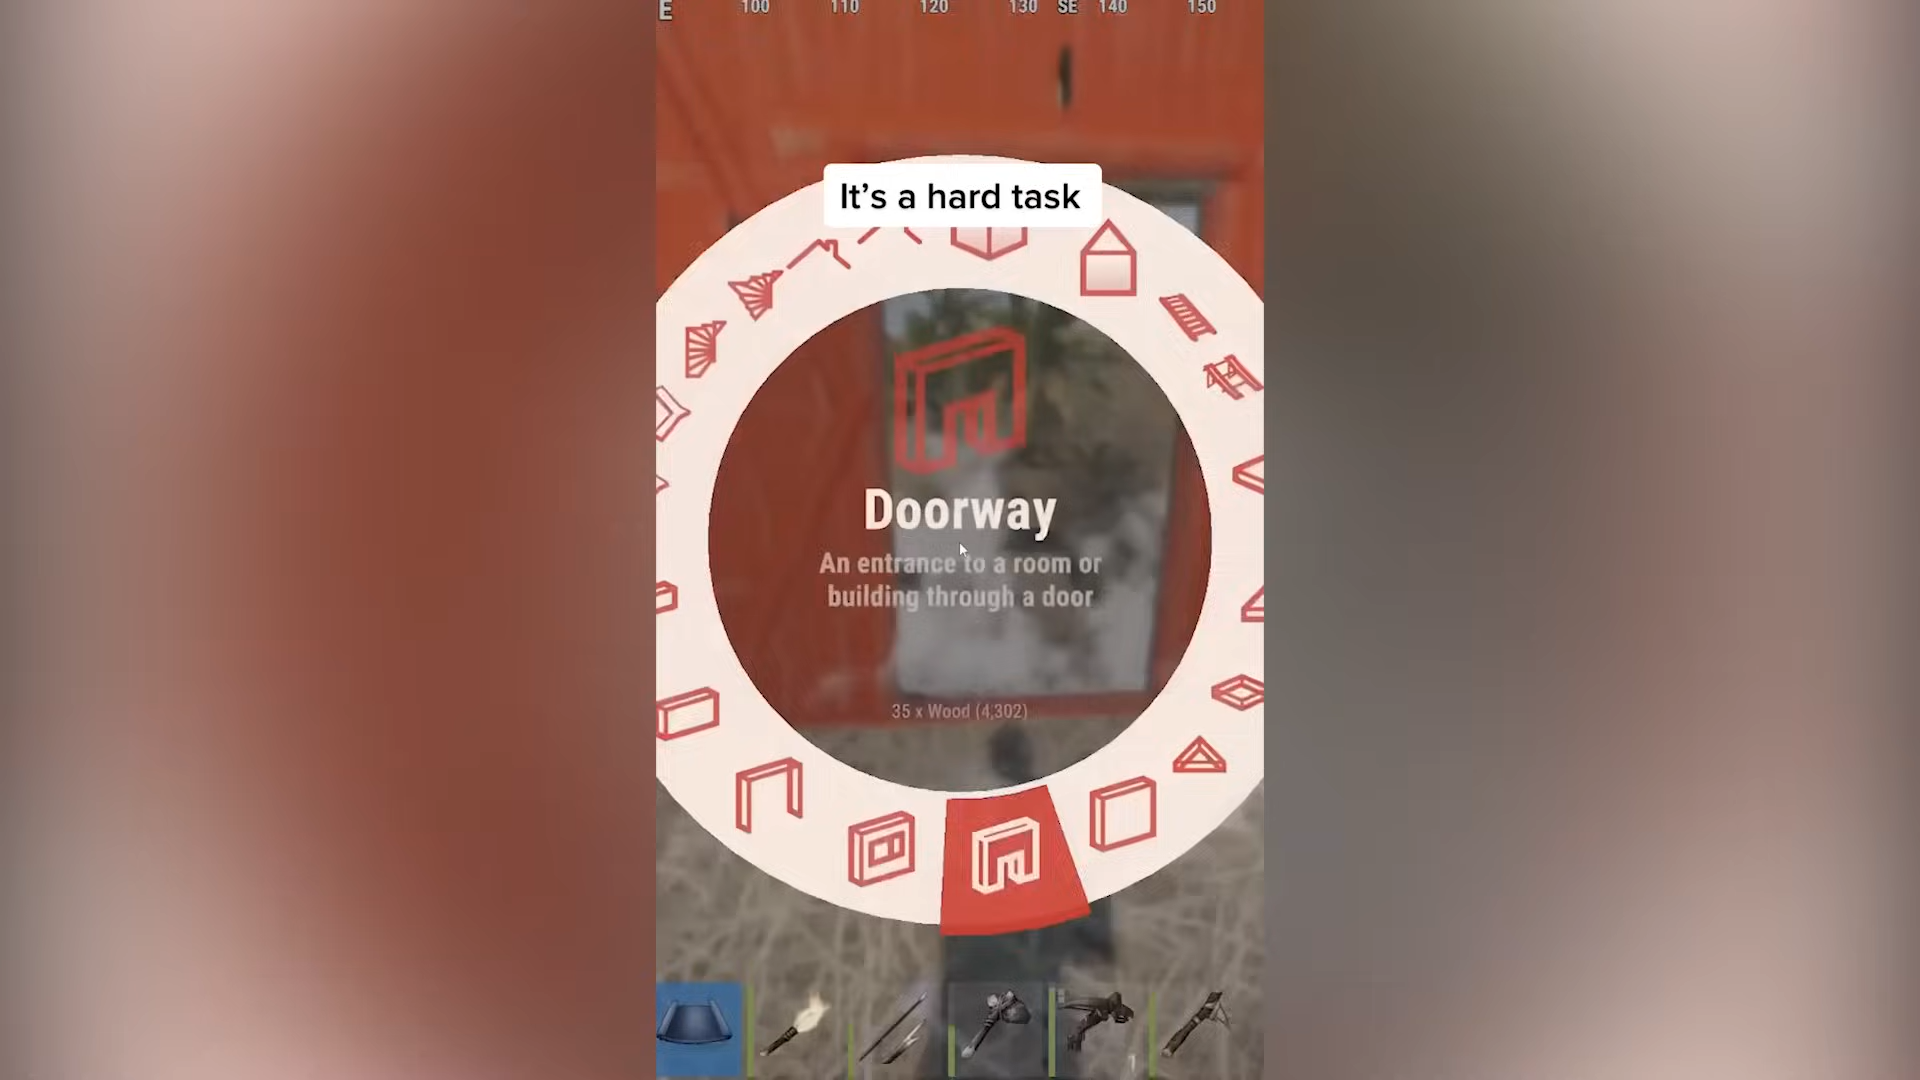 E 100 110 120 130 SE 140 150
It’s a hard task
Doorway
An entrance to a room or
building through a door
35 x Wood (4,302)